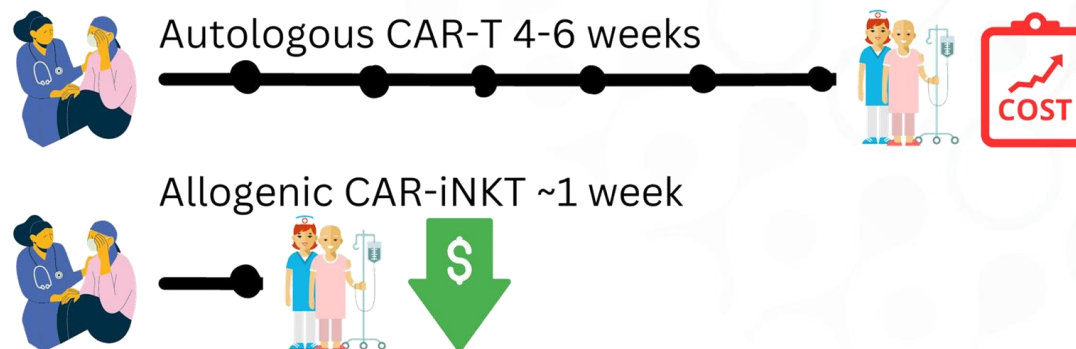 Autologous CAR-T 4-6 weeks
COST
Allogenic CAR-iNKT ~1 week
$